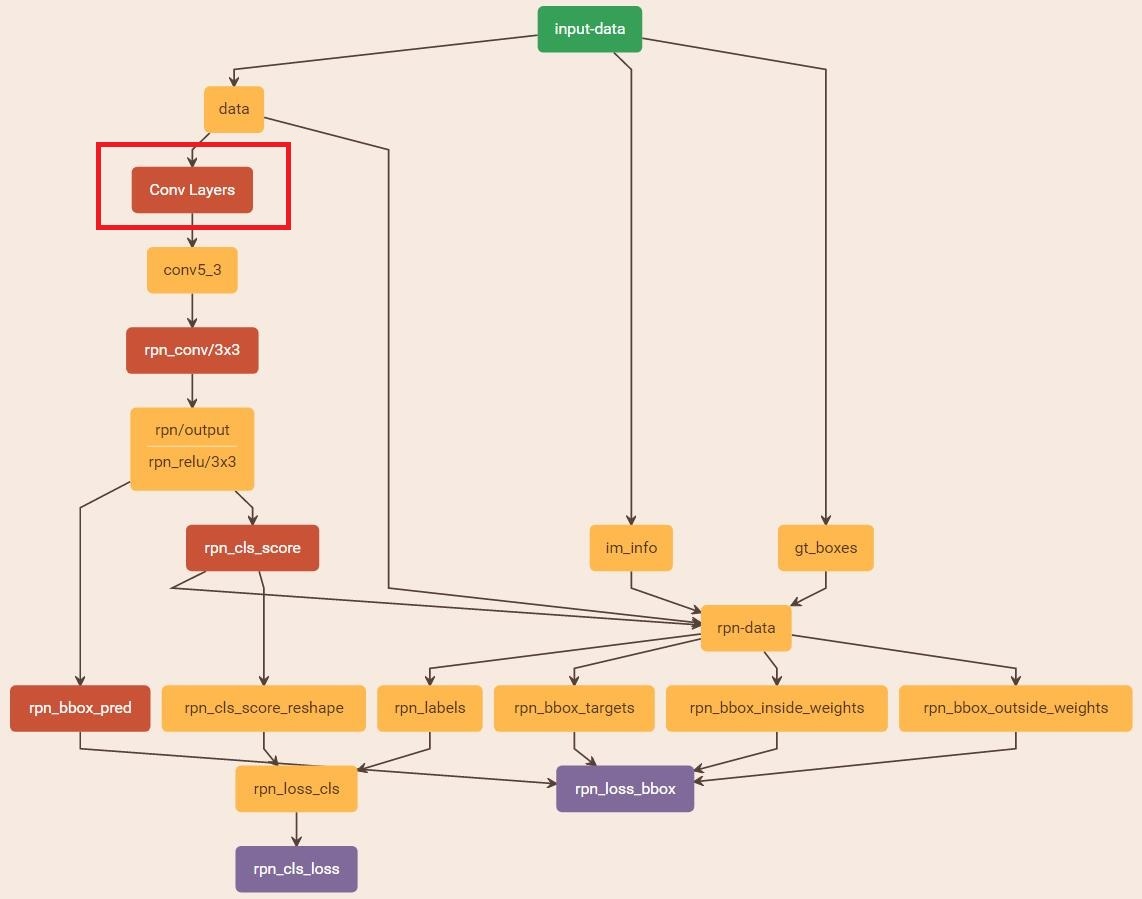 input-data
data
Conv Layers
conv5_3
rpn_conv/3x3
rpn/output
rpn_relu/3x3
rpn_cls_score
im_info
gt_boxes
rpn-data
rpn_bbox_pred
rpn_cls_score_reshape
rpn_labels
rpn_bbox_targets
rpn_bbox_inside_weights
rpn_bbox_outside_weights
rpn_loss_cls
rpn_loss_bbox
rpn_cls_loss